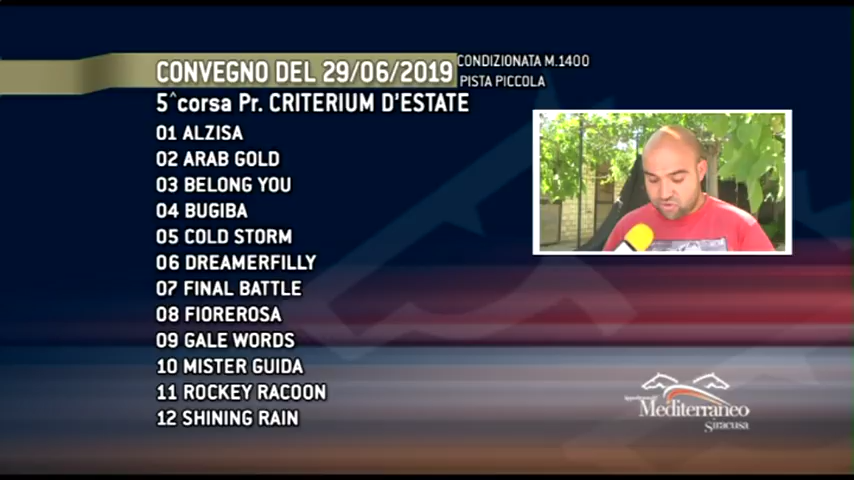 CONVEGNO DEL 29/06/2019
CONDIZIONATA M.1400
PISTA PICCOLA
5^corsa Pr. CRITERIUM D'ESTATE
01 ALZISA
02 ARAB GOLD
03 BELONG YOU
04 BUGIBA
05 COLD STORM
06 DREAMERFILLY
07 FINAL BATTLE
08 FIOREROSA
09 GALE WORDS
10 MISTER GUIDA
11 ROCKEY RACOON
12 SHINING RAIN
Mediterraneo
Siracusa